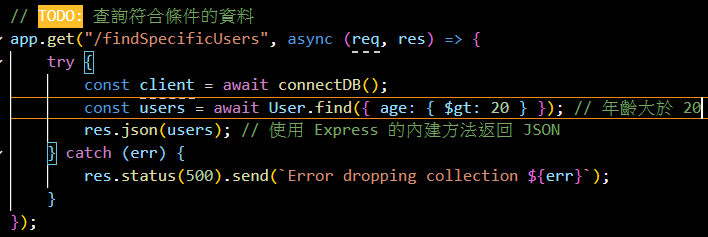 // TODO: 查詢符合條件的資料
app.get("/findSpecificUsers", async (req, res) => {
    try {
        const client = await connectDB();
        const users = await User.find({ age: { $gt: 20 } }); // 年齡大於 20
        res.json(users); // 使用 Express 的內建方法返回 JSON
    } catch (err) {
        res.status(500).send(`Error dropping collection ${err}`);
    }
});